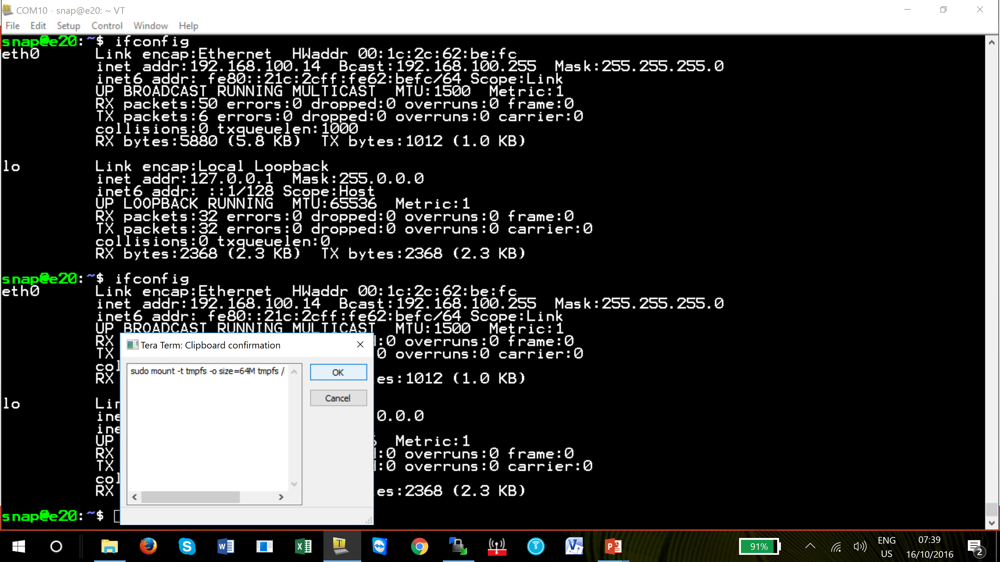 COM10 - snap@e20: ~ VT
File Edit Setup Control Window Help
snap@e20:~$ ifconfig
eth0 Link encap:Ethernet HWaddr 00:1c:2c:62:be:fc
inet addr:192.168.100.14 Bcast:192.168.100.255 Mask:255.255.255.0
inet6 addr: fe80::21c:2cff:fe62:befc/64 Scope:Link
UP BROADCAST RUNNING MULTICAST MTU:1500 Metric:1
RX packets:50 errors:0 dropped:0 overruns:0 frame:0
TX packets:6 errors:0 dropped:0 overruns:0 carrier:0
collisions:0 txqueuelen:1000
RX bytes:5880 (5.8 KB) TX bytes:1012 (1.0 KB)
lo Link encap:Local Loopback
inet addr:127.0.0.1 Mask:255.0.0.0
inet6 addr: ::1/128 Scope:Host
UP LOOPBACK RUNNING MTU:65536 Metric:1
RX packets:32 errors:0 dropped:0 overruns:0 frame:0
TX packets:32 errors:0 dropped:0 overruns:0 carrier:0
collisions:0 txqueuelen:0
RX bytes:2368 (2.3 KB) TX bytes:2368 (2.3 KB)
snap@e20:~$ ifconfig
eth0 Link encap:Ethernet HWaddr 00:1c:2c:62:be:fc
inet addr:192.168.100.14 Bcast:192.168.100.255 Mask:255.255.255.0
inet6 addr: fe80::21c:2cff:fe62:befc/64 Scope:Link
UP BROADCAST RUNNING MULTICAST MTU:1500 Metric:1
RX :0 overruns:0 frame:0
TX 0 overruns:0 carrier:0
col
RX es:1012 (1.0 KB)
lo Lin
ine 0.0.0
ine
UP Metric:1
RX :0 overruns:0 frame:0
TX :0 overruns:0 carrier:0
col
RX es:2368 (2.3 KB)
snap@e20:~$
Tera Term: Clipboard confirmation
sudo mount -t tmpfs -o size=64M tmpfs /
OK
Cancel
91%
ENG
US
07:39
16/10/2016
2